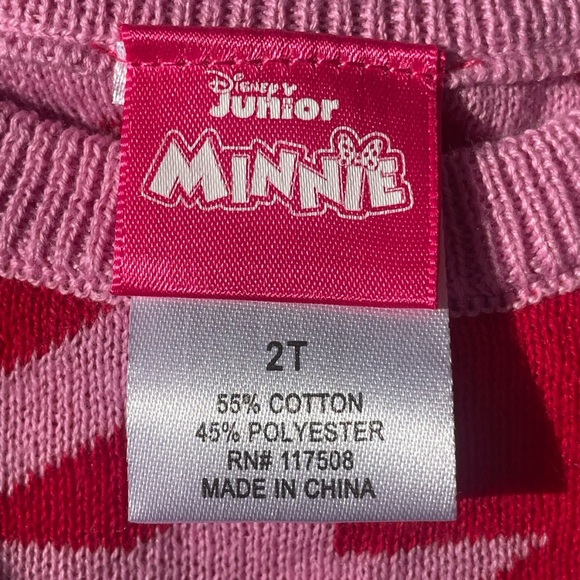 Disney
Junior
MINNIE
2T
55% COTTON
45% POLYESTER
RN# 117508
MADE IN CHINA